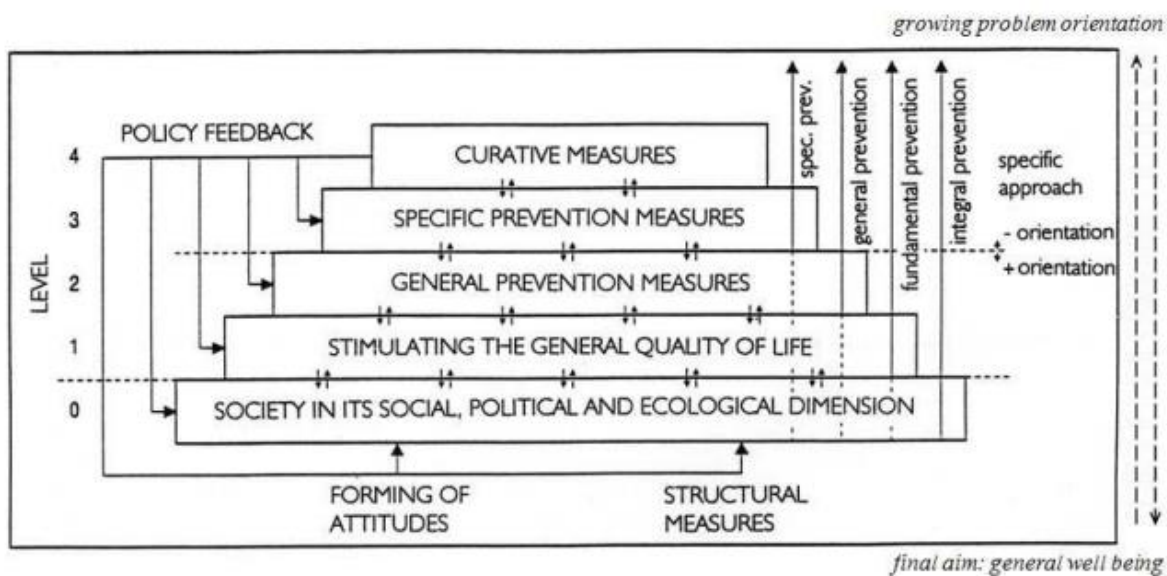 growing problem orientation
POLICY FEEDBACK
LEVEL
4
3
2
1
0
CURATIVE MEASURES
SPECIFIC PREVENTION MEASURES
GENERAL PREVENTION MEASURES
STIMULATING THE GENERAL QUALITY OF LIFE
SOCIETY IN ITS SOCIAL, POLITICAL AND ECOLOGICAL DIMENSION
spec. prev.
general prevention
fundamental prevention
integral prevention
specific
approach
- orientation
+ orientation
FORMING OF
ATTITUDES
STRUCTURAL
MEASURES
final aim: general well being